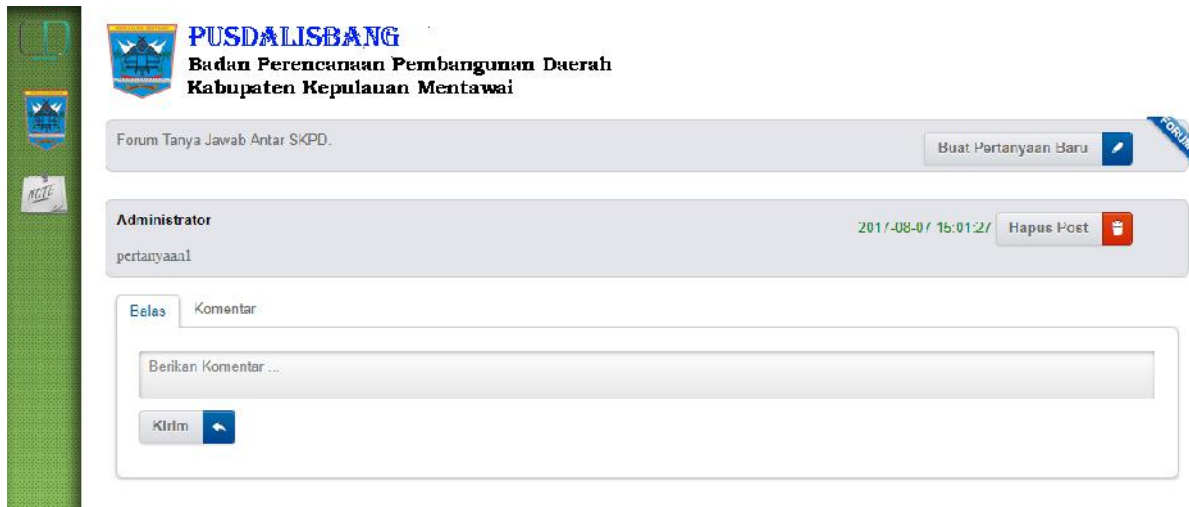 PUSDALISBANG
Badan Perencanaan Pembangunan Daerah
Kabupaten Kepulauan Mentawai
Forum Tanya Jawab Antar SKPD.
Buat Pertanyaan Baru
FORUM
NOTE
Administrator
2017-08-07 15:01:27 Hapus Post
pertanyaan1
Balas Komentar
Berikan Komentar ...
Kirim